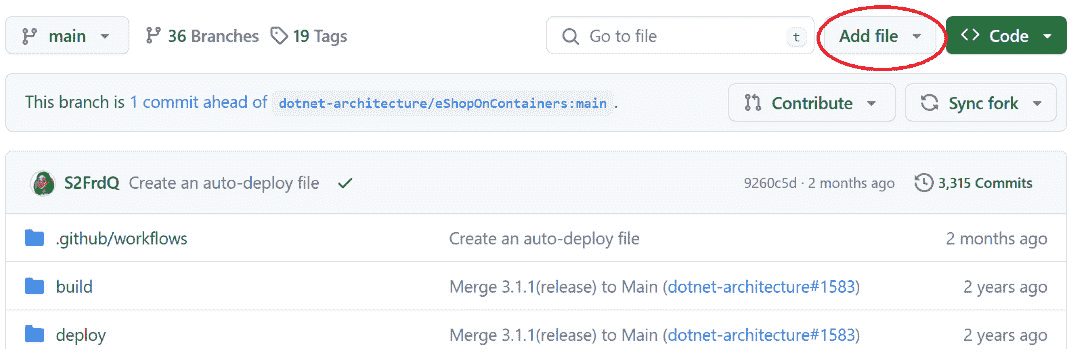 main 36 Branches 19 Tags Go to file t Add file Code
This branch is 1 commit ahead of dotnet-architecture/eShopOnContainers:main . Contribute Sync fork
S2FrdQ Create an auto-deploy file 9260c5d · 2 months ago 3,315 Commits
.github/workflows Create an auto-deploy file 2 months ago
build Merge 3.1.1(release) to Main (dotnet-architecture#1583) 2 years ago
deploy Merge 3.1.1(release) to Main (dotnet-architecture#1583) 2 years ago